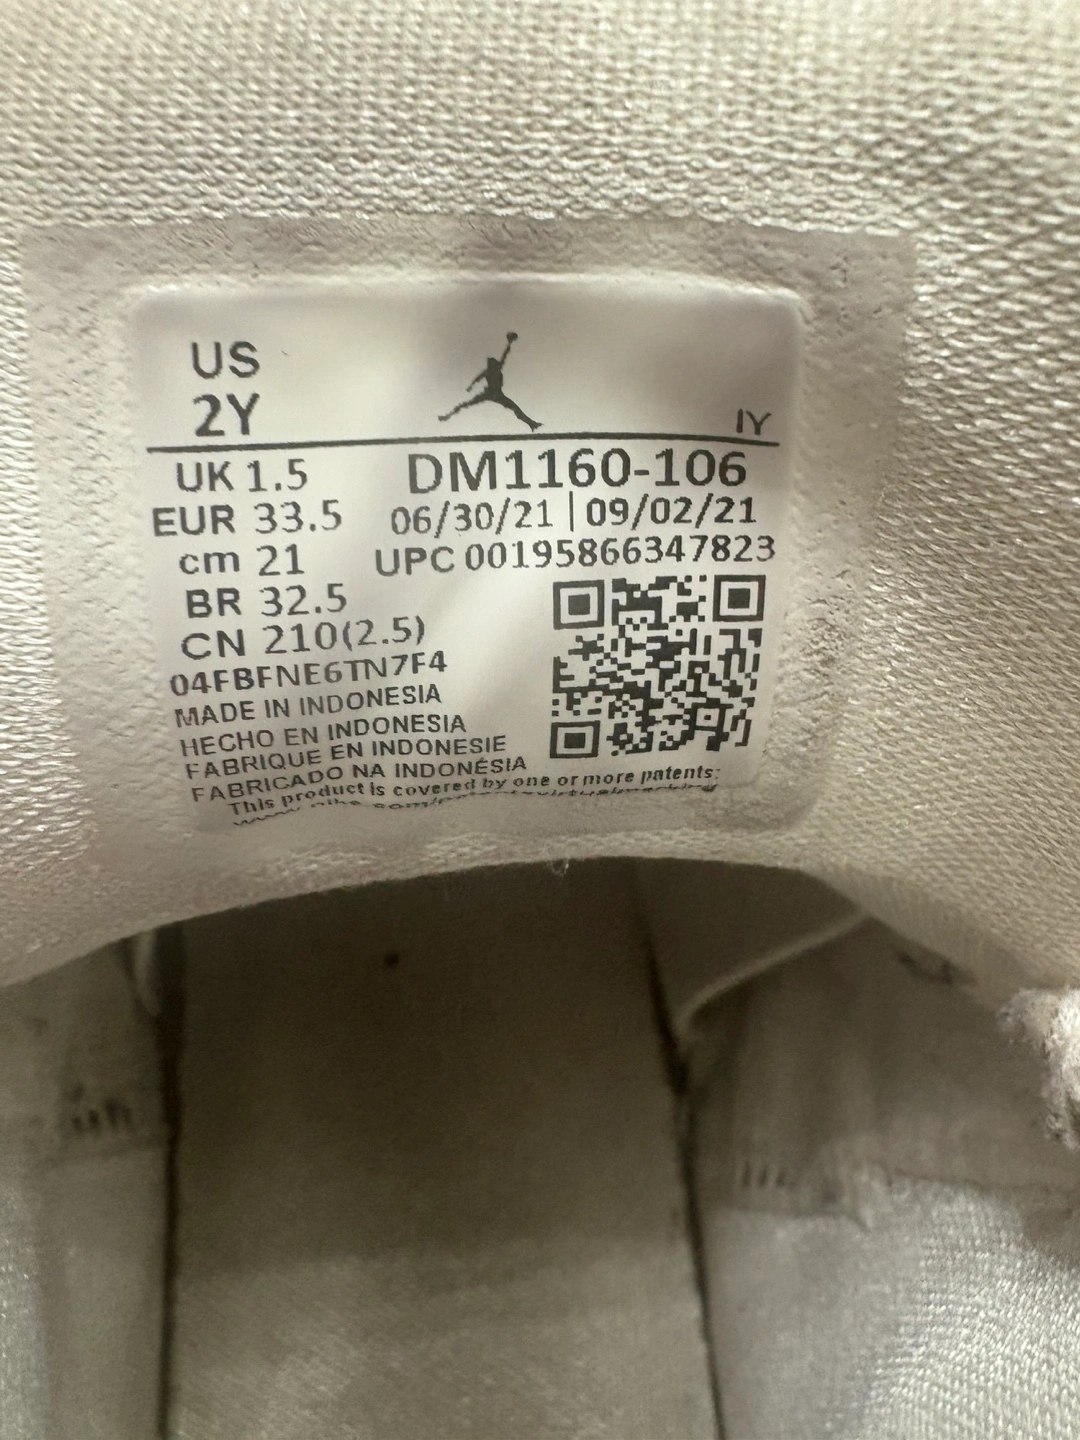 US
2Y
IY
UK 1.5
DM1160-106
EUR 33.5
06/30/21 | 09/02/21
cm 21
UPC 00195866347823
BR 32.5
CN 210(2.5)
04FBFNE6TN7F4
MADE IN INDONESIA
HECHO EN INDONESIA
FABRIQUE EN INDONESIE
FABRICADO NA INDONÉSIA
This product is covered by one or more patents: